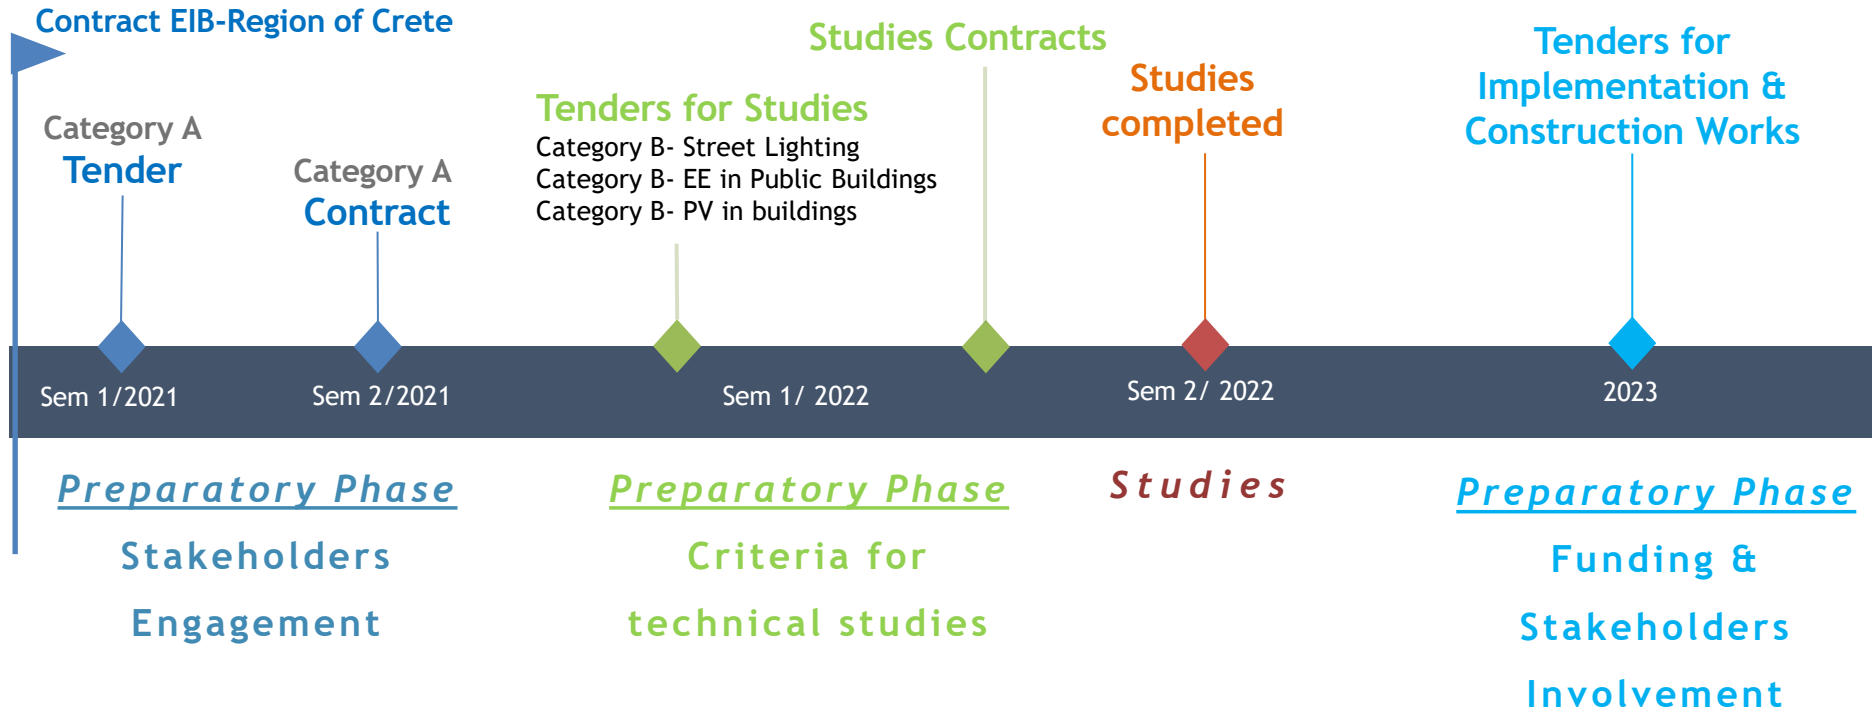 Contract EIB-Region of Crete
Category A
Tender
Category A
Contract
Tenders for Studies
Category B- Street Lighting
Category B- EE in Public Buildings
Category B- PV in buildings
Studies Contracts
Studies
completed
Tenders for
Implementation &
Construction Works
Sem 1/2021
Sem 2/2021
Sem 1/ 2022
Sem 2/ 2022
2023
Preparatory Phase
Stakeholders
Engagement
Preparatory Phase
Criteria for
technical studies
Studies
Preparatory Phase
Funding &
Stakeholders
Involvement